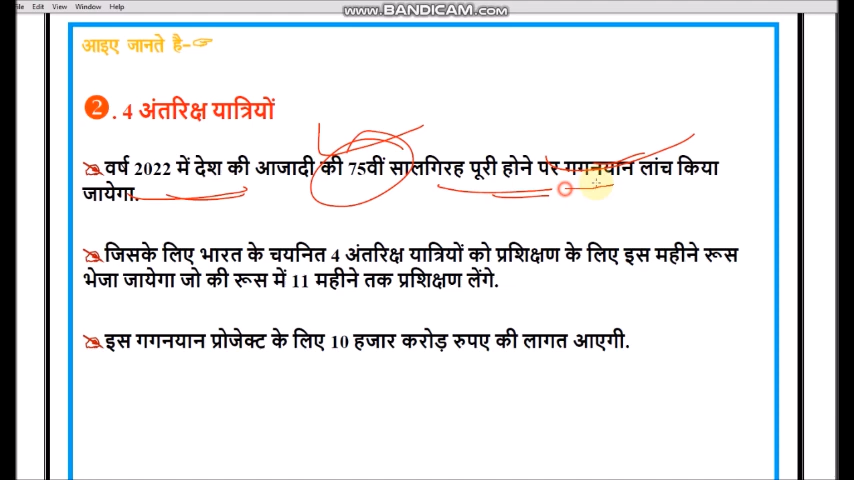 File Edit View Window Help
www.BANDICAM.com
आइए जानते है-☞
2. 4 अंतरिक्ष यात्रियों
वर्ष 2022 में देश की आजादी की 75वीं सालगिरह पूरी होने पर गगनयान लांच किया
जायेगा.
जिसके लिए भारत के चयनित 4 अंतरिक्ष यात्रियों को प्रशिक्षण के लिए इस महीने रूस
भेजा जायेगा जो की रूस में 11 महीने तक प्रशिक्षण लेंगे.
इस गगनयान प्रोजेक्ट के लिए 10 हजार करोड़ रुपए की लागत आएगी.